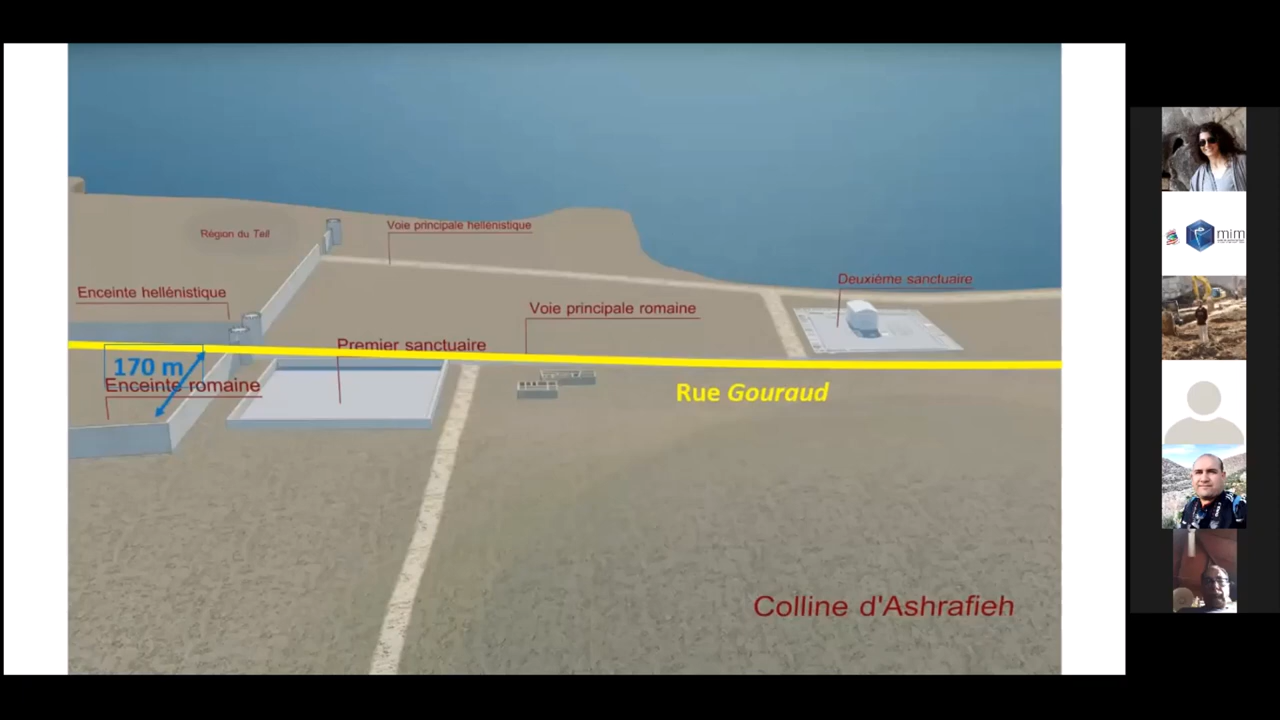 Région du Tell
Voie principale hellénistique
Enceinte hellénistique
Deuxième sanctuaire
Voie principale romaine
Premier sanctuaire
170 m
Enceinte romaine
Rue Gouraud
Colline d'Ashrafieh
mim